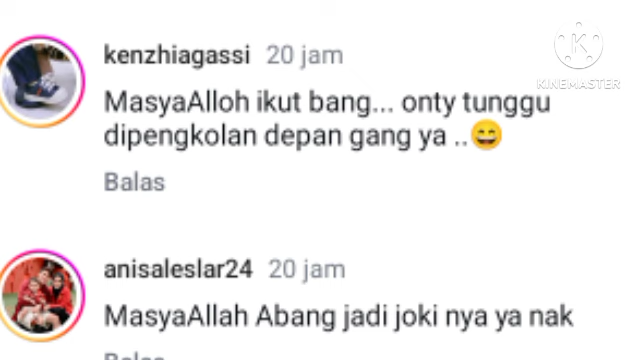 kenzhiagassi 20 jam
MasyaAlloh ikut bang... onty tunggu
dipengkolan depan gang ya ..😄
Balas
KINEMASTER
anisaleslar24 20 jam
MasyaAllah Abang jadi joki nya ya nak
Balas